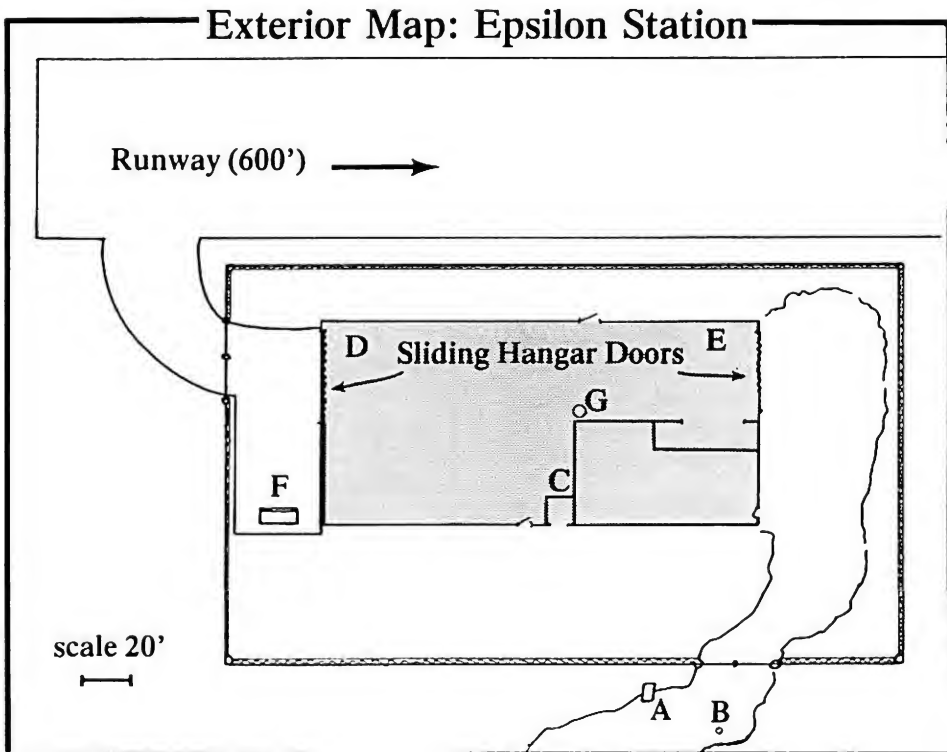 Exterior Map: Epsilon Station
Runway (600')
D
E
Sliding Hangar Doors
G
C
F
scale 20'
A
B